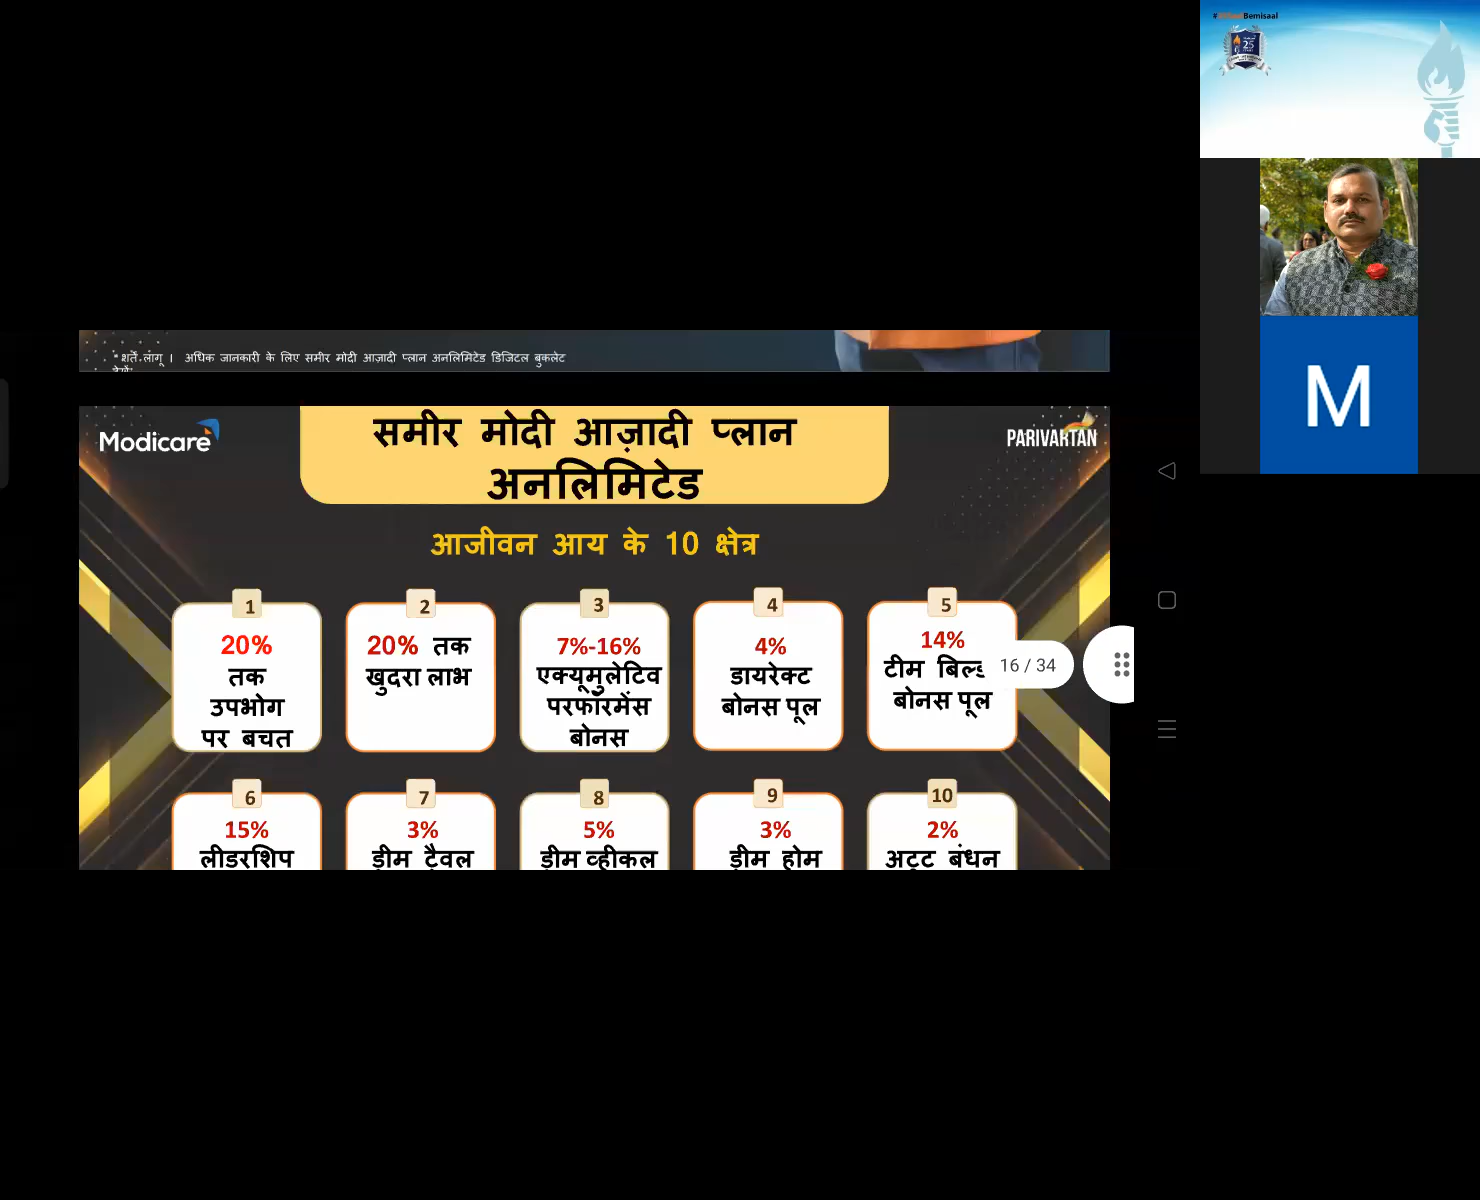 Bemisaal
25
M
* शर्तें लागू । अधिक जानकारी के लिए समीर मोदी आज़ादी प्लान अनलिमिटेड डिजिटल बुकलेट
Modicare
समीर मोदी आज़ादी प्लान
अनलिमिटेड
PARIVARTAN
आजीवन आय के 10 क्षेत्र
1
20%
तक
उपभोग
पर बचत
2
20% तक
खुदरा लाभ
3
7%-16%
एक्यूमुलेटिव
परफॉरमेंस
बोनस
4
4%
डायरेक्ट
बोनस पूल
5
14%
टीम
बोनस पूल
16 / 34
6
15%
लीडरशिप
7
3%
ड्रीम ट्रैवल
8
5%
ड्रीम व्हीकल
9
3%
ड्रीम होम
10
2%
अटूट बंधन